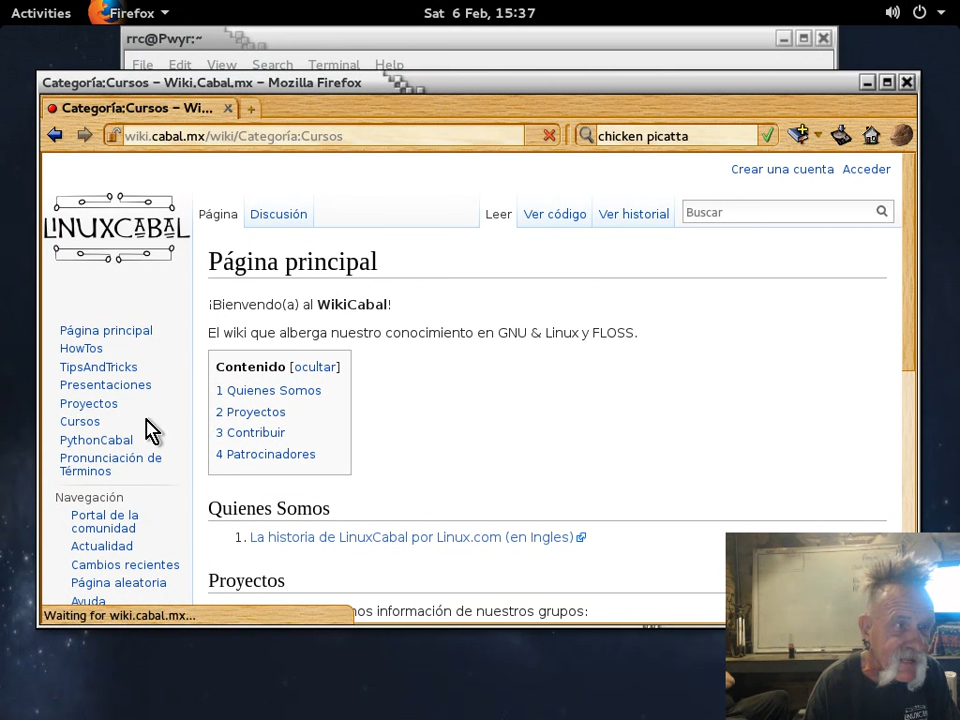 Activities Firefox Sat 6 Feb, 15:37
rrc@Pwyr:~
File Edit View Search Terminal Help
Categoría:Cursos - Wiki.Cabal.mx - Mozilla Firefox
Categoría:Cursos - Wi...
wiki.cabal.mx/wiki/Categoría:Cursos
chicken picatta
Crear una cuenta Acceder
LINUXCABAL
Página Discusión Leer Ver código Ver historial Buscar
Página principal
¡Bienvendo(a) al WikiCabal!
El wiki que alberga nuestro conocimiento en GNU & Linux y FLOSS.
Contenido [ocultar]
1 Quienes Somos
2 Proyectos
3 Contribuir
4 Patrocinadores
Quienes Somos
1. La historia de LinuxCabal por Linux.com (en Ingles)
Proyectos
mos información de nuestros grupos:
Página principal
HowTos
TipsAndTricks
Presentaciones
Proyectos
Cursos
PythonCabal
Pronunciación de
Términos
Navegación
Portal de la
comunidad
Actualidad
Cambios recientes
Página aleatoria
Ayuda
Waiting for wiki.cabal.mx...
LINUXCABAL